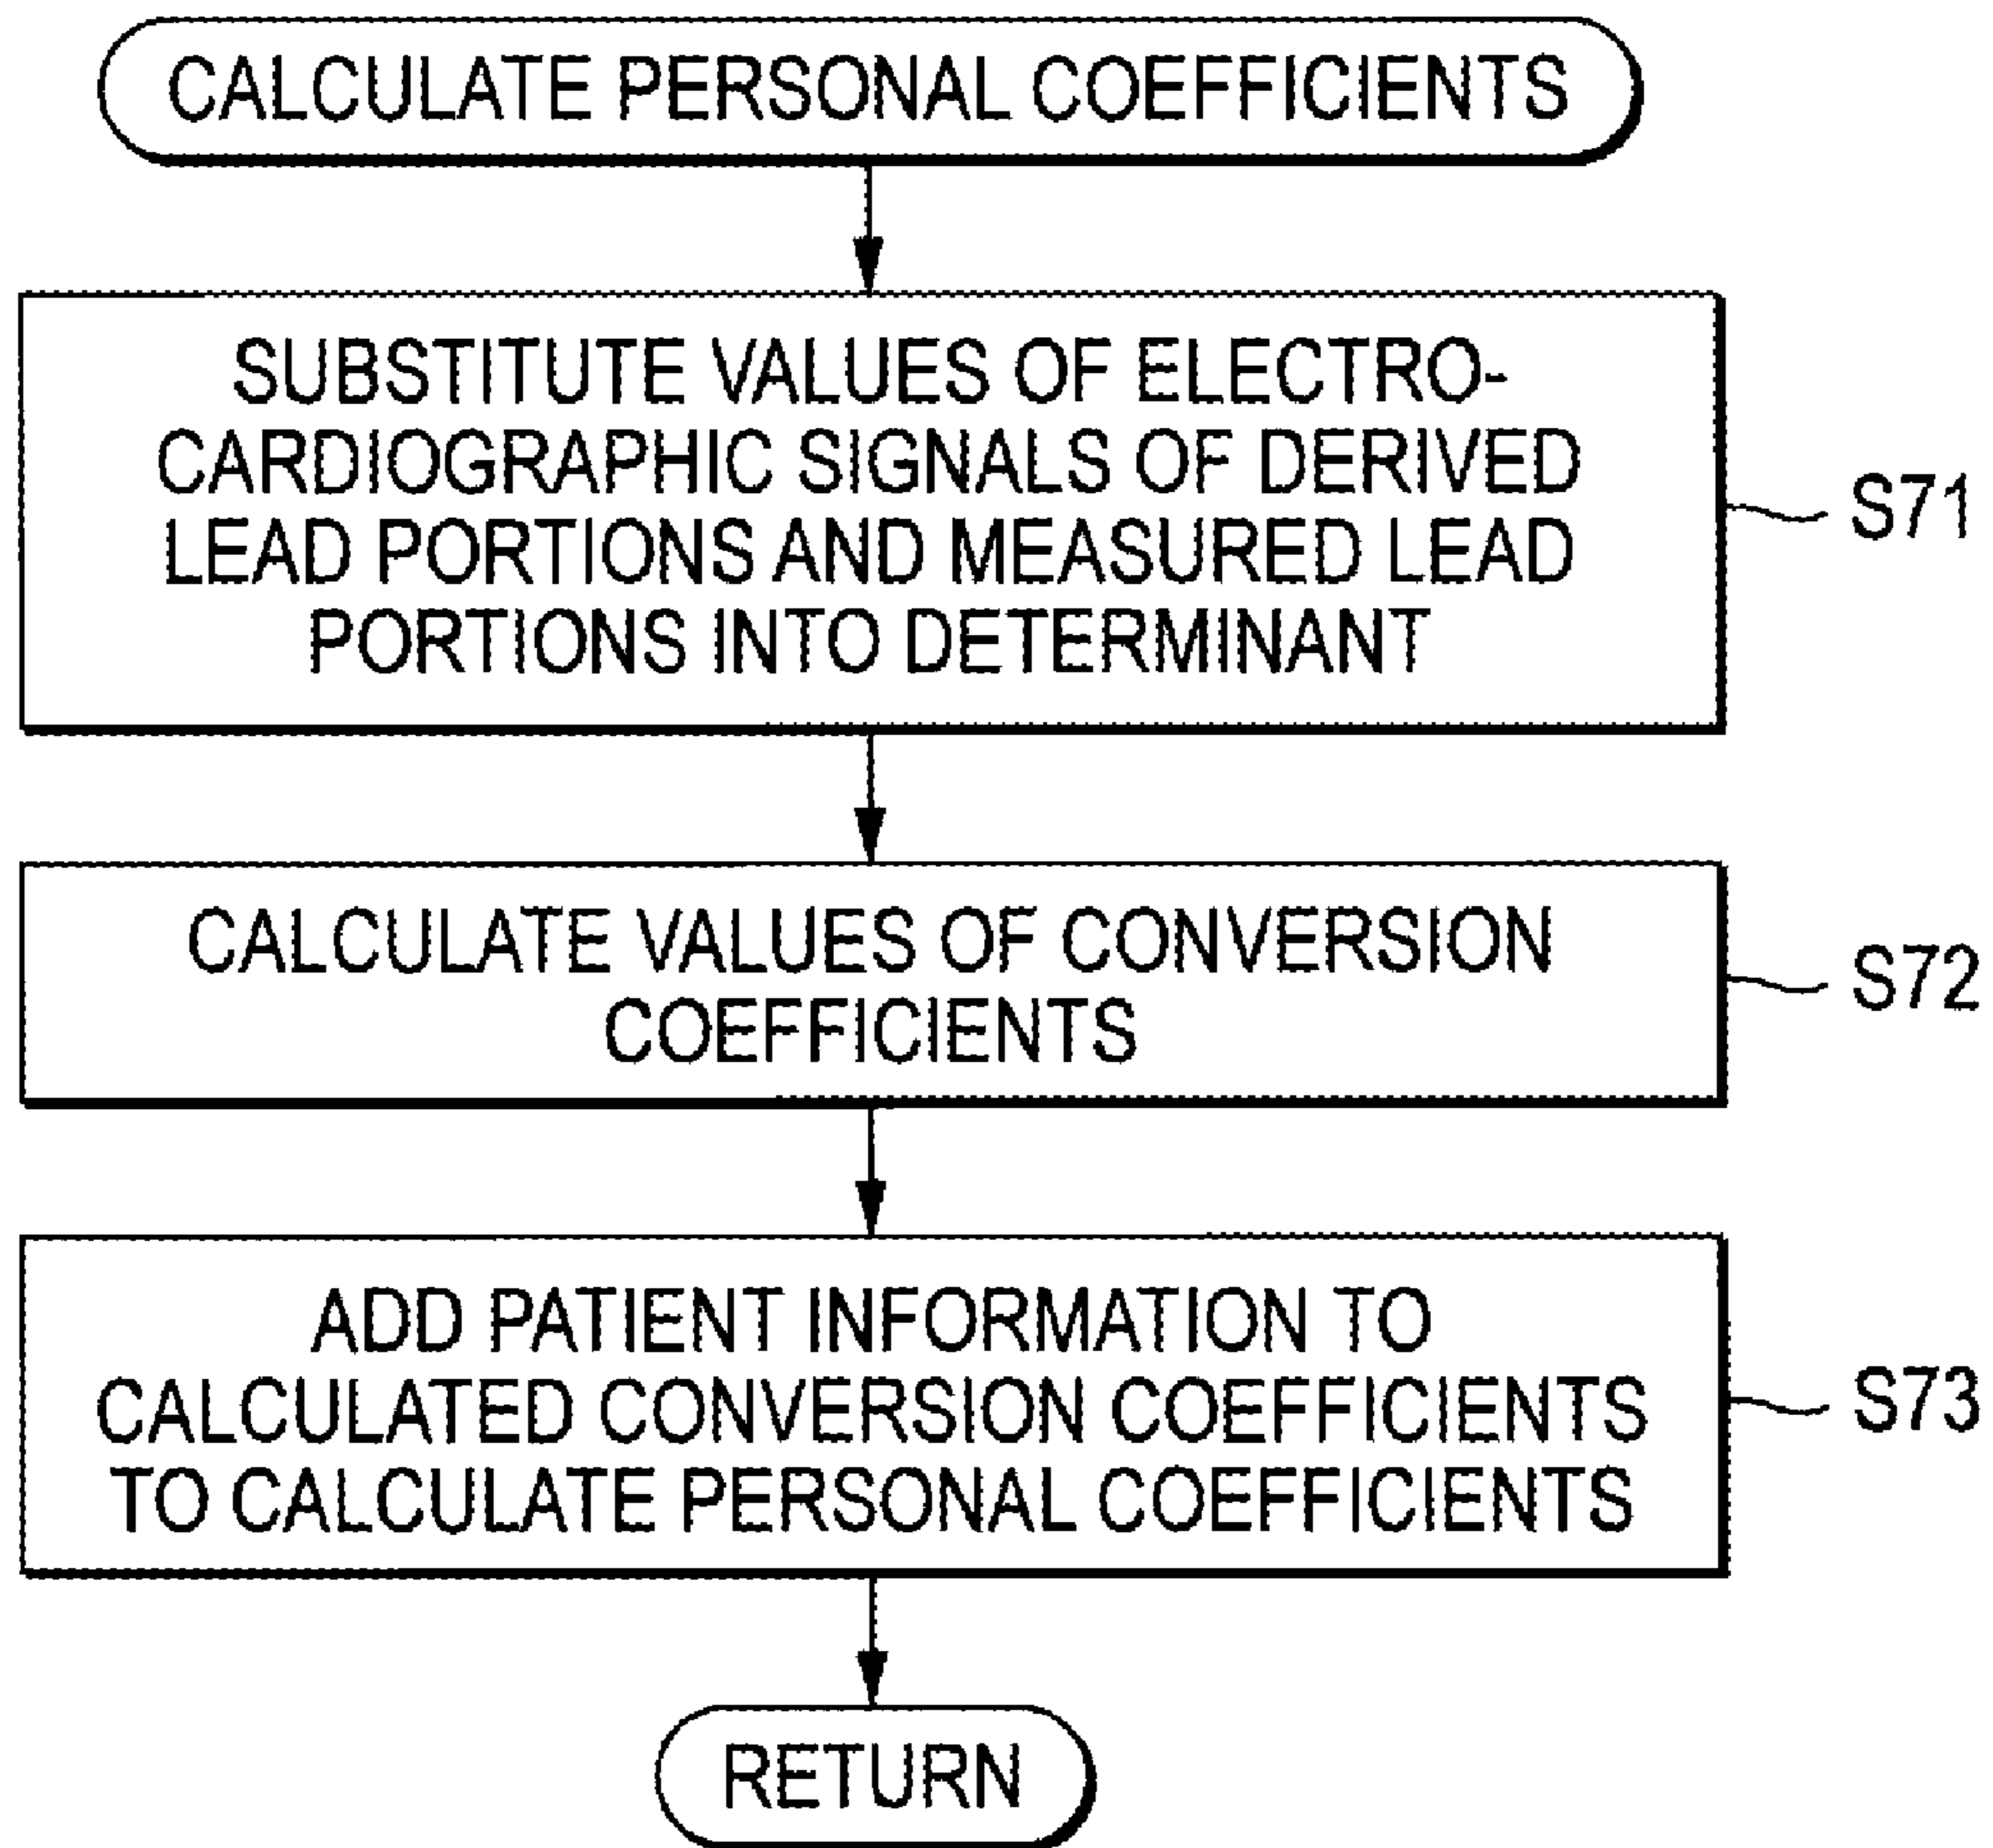 CALCULATE PERSONAL COEFFICIENTS
SUBSTITUTE VALUES OF ELECTRO-
CARDIOGRAPHIC SIGNALS OF DERIVED
LEAD PORTIONS AND MEASURED LEAD
PORTIONS INTO DETERMINANT
S71
CALCULATE VALUES OF CONVERSION
COEFFICIENTS
S72
ADD PATIENT INFORMATION TO
CALCULATED CONVERSION COEFFICIENTS
TO CALCULATE PERSONAL COEFFICIENTS
S73
RETURN